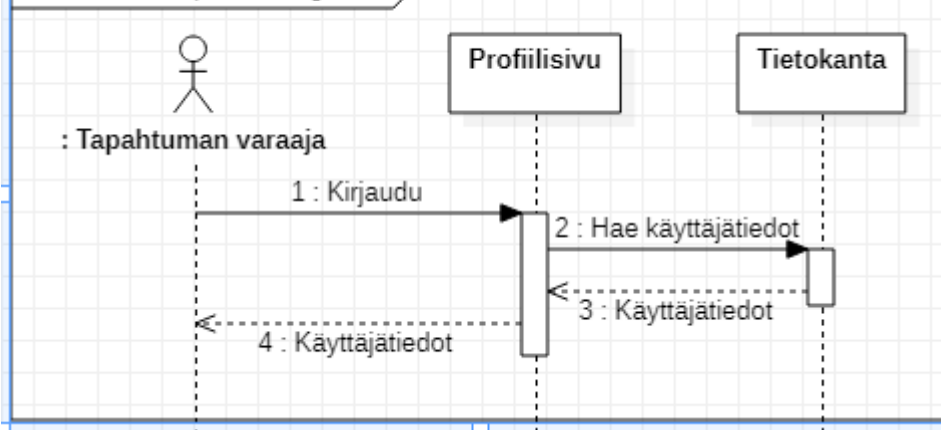 Profiilisivu
Tietokanta
: Tapahtuman varaaja
1 : Kirjaudu
2 : Hae käyttäjätiedot
3 : Käyttäjätiedot
4 : Käyttäjätiedot